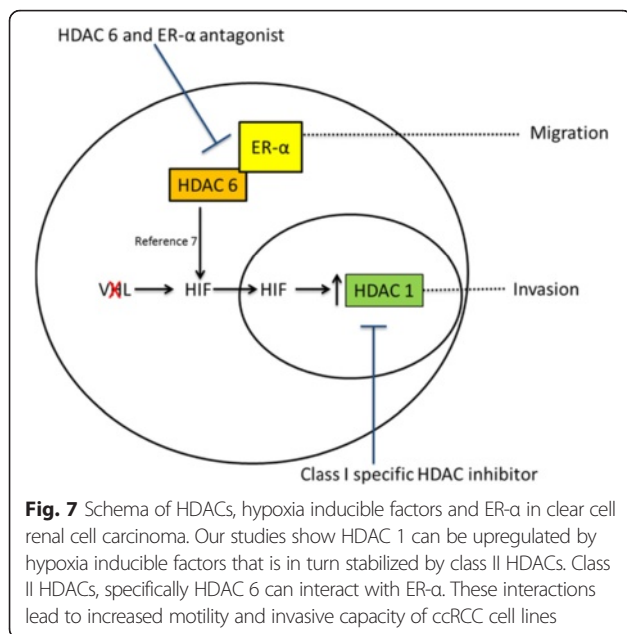 HDAC 6 and ER-α antagonist
ER-α
Migration
HDAC 6
Reference 7
VHL
HIF
HIF
HDAC 1
Invasion
Class I specific HDAC inhibitor
Fig. 7 Schema of HDACs, hypoxia inducible factors and ER-α in clear cell
renal cell carcinoma. Our studies show HDAC 1 can be upregulated by
hypoxia inducible factors that is in turn stabilized by class II HDACs. Class
II HDACs, specifically HDAC 6 can interact with ER-α. These interactions
lead to increased motility and invasive capacity of ccRCC cell lines